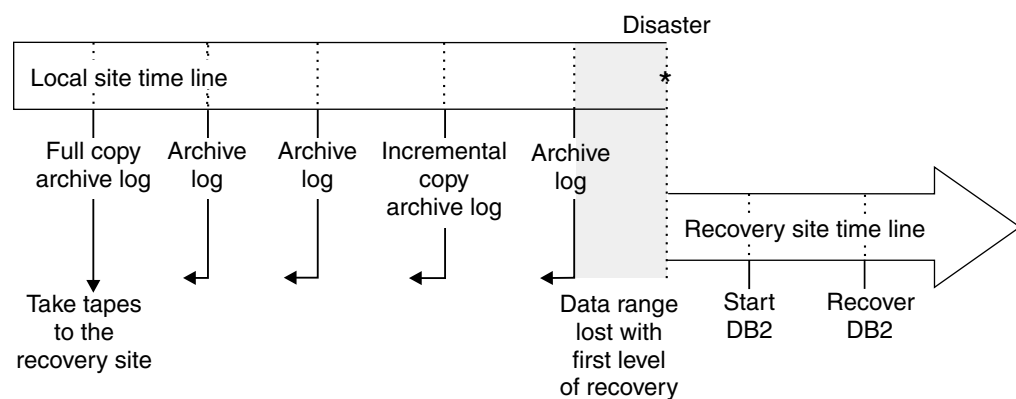 Disaster
*
Local site time line
Full copy
archive log
Archive
log
Archive
log
Incremental
copy
archive log
Archive
log
Recovery site time line
Take tapes
to the
recovery site
Data range
lost with
first level
of recovery
Start
DB2
Recover
DB2